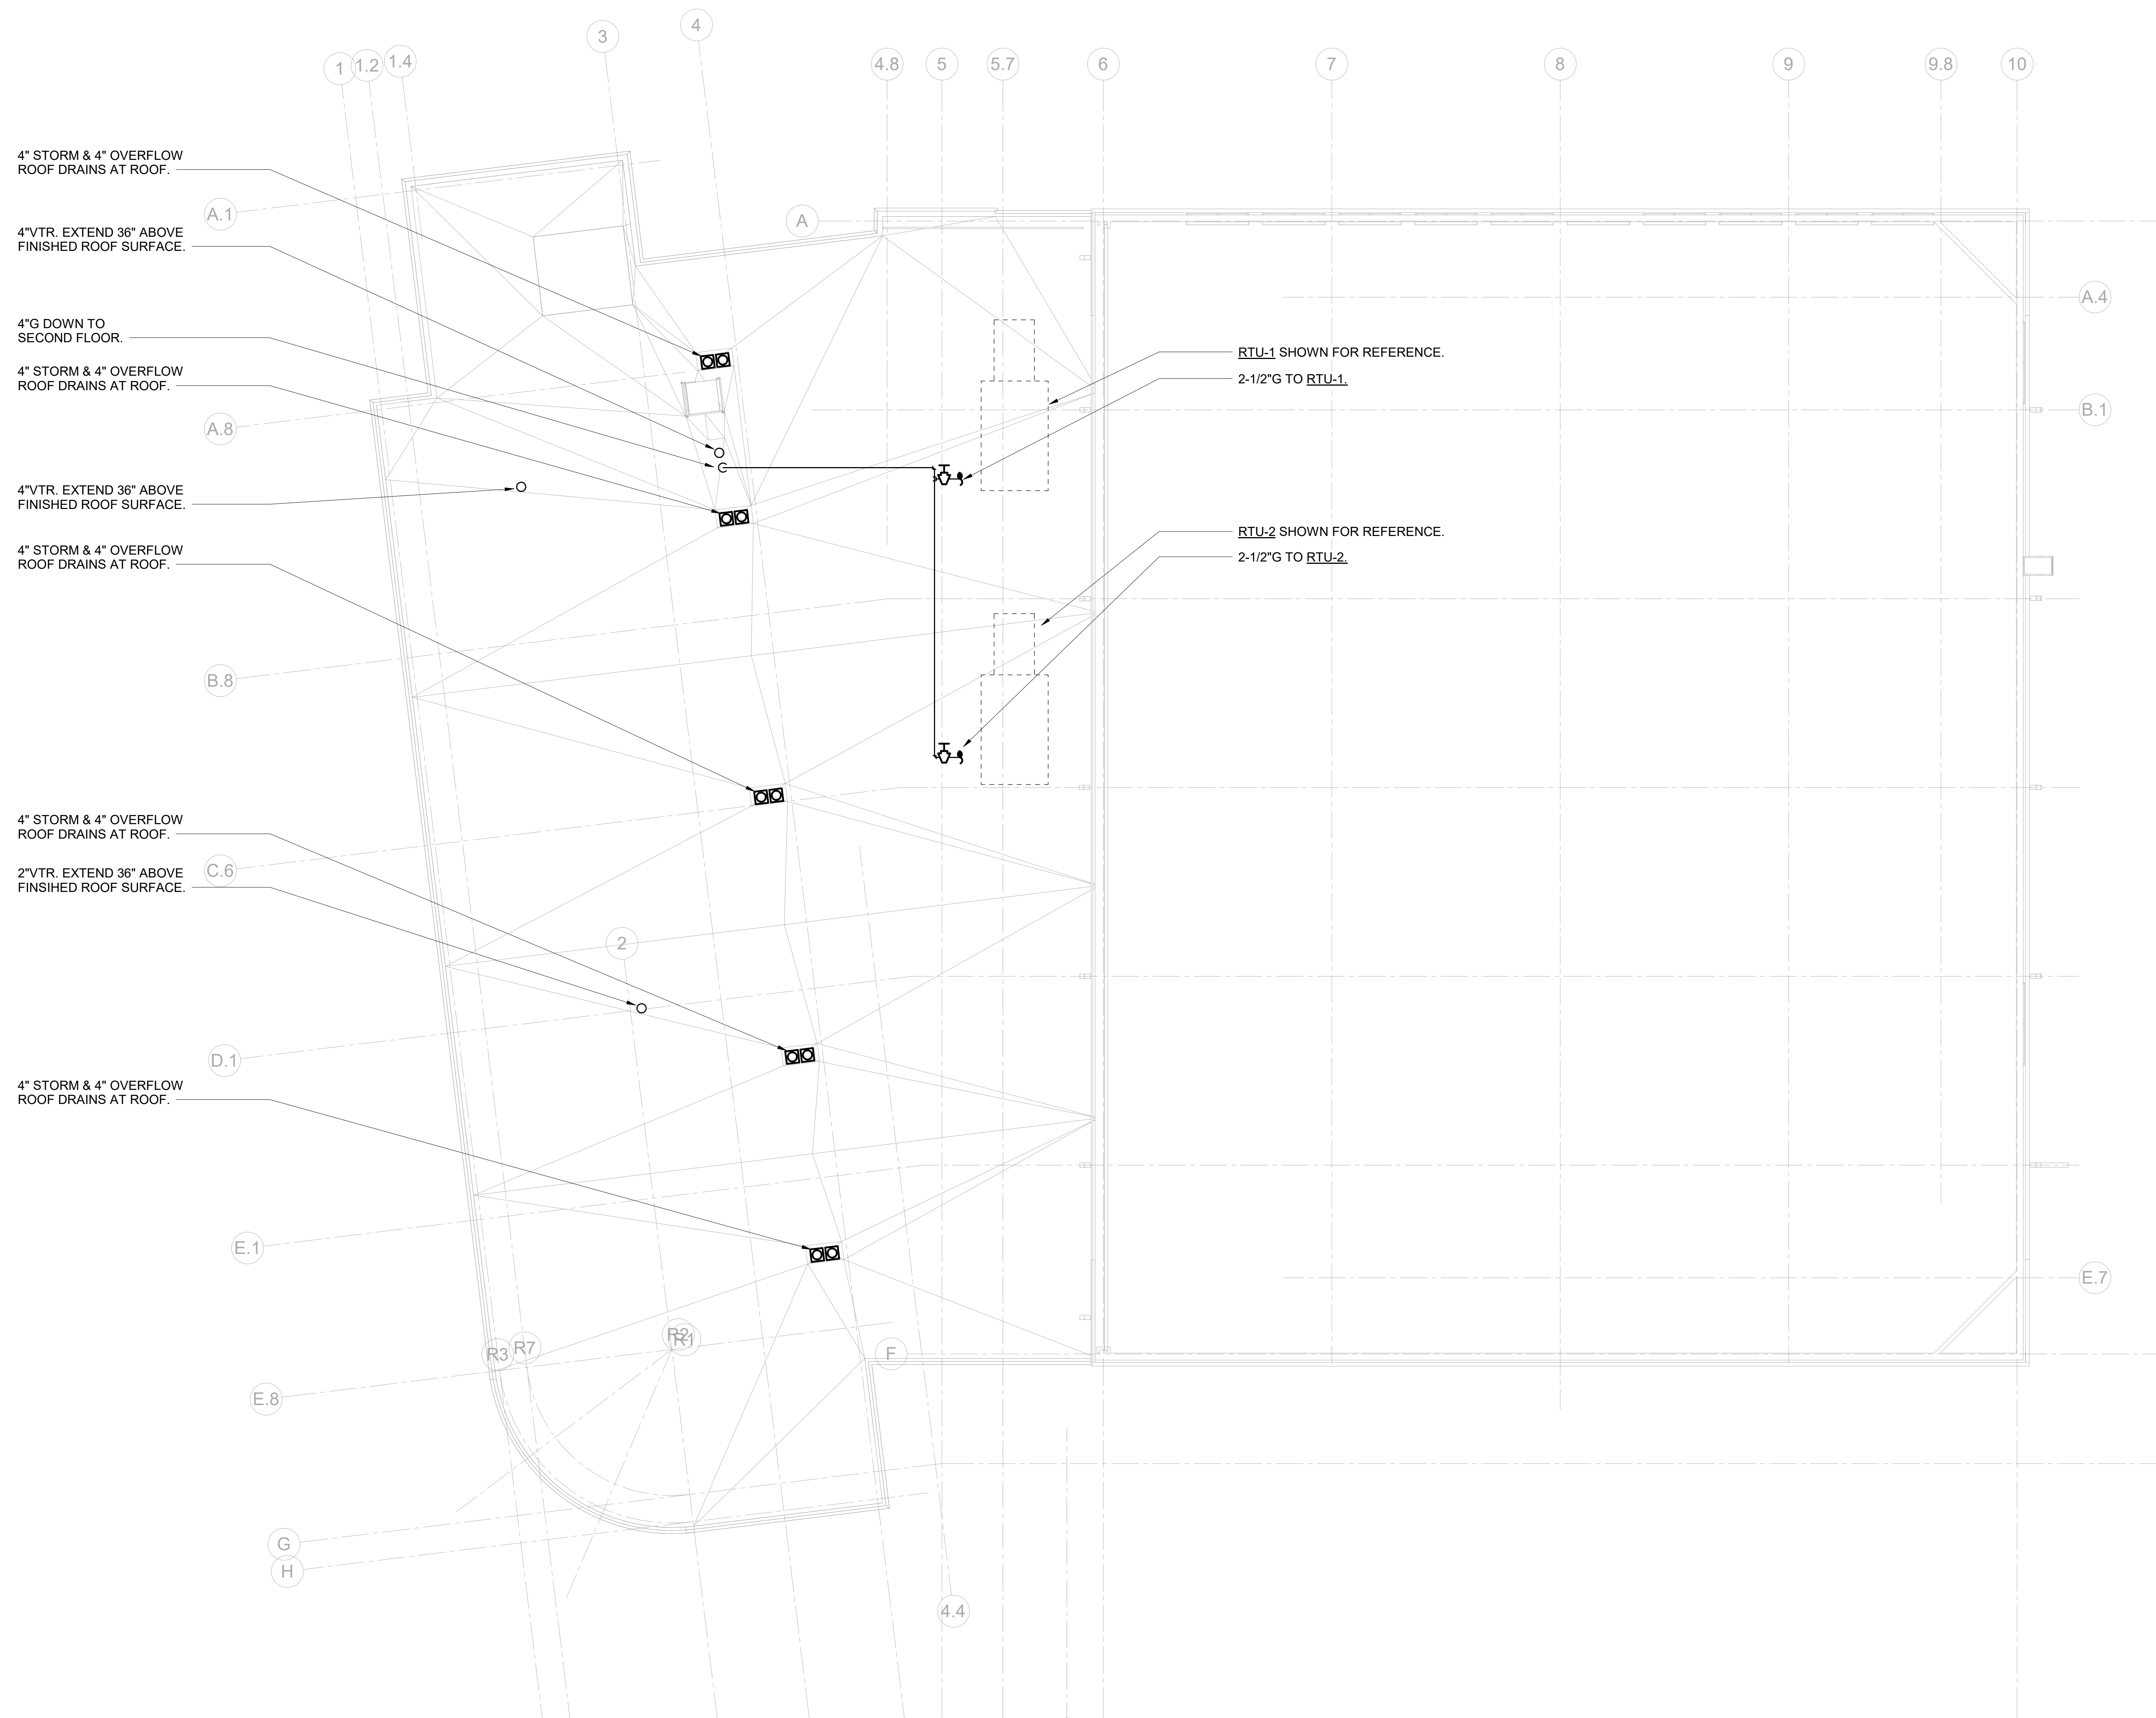 3
4
1
1.2
1.4
4.8
5
5.7
6
7
8
9
9.8
10
4" STORM & 4" OVERFLOW
ROOF DRAINS AT ROOF.
A.1
A
4"VTR. EXTEND 36" ABOVE
FINISHED ROOF SURFACE.
A.4
4"G DOWN TO
SECOND FLOOR.
RTU-1 SHOWN FOR REFERENCE.
2-1/2"G TO RTU-1.
4" STORM & 4" OVERFLOW
ROOF DRAINS AT ROOF.
B.1
A.8
4"VTR. EXTEND 36" ABOVE
FINISHED ROOF SURFACE.
RTU-2 SHOWN FOR REFERENCE.
2-1/2"G TO RTU-2.
4" STORM & 4" OVERFLOW
ROOF DRAINS AT ROOF.
B.8
4" STORM & 4" OVERFLOW
ROOF DRAINS AT ROOF.
C.6
2"VTR. EXTEND 36" ABOVE
FINSIHED ROOF SURFACE.
2
D.1
4" STORM & 4" OVERFLOW
ROOF DRAINS AT ROOF.
E.1
E.7
R2
R1
R7
R3
F
E.8
G
H
4.4